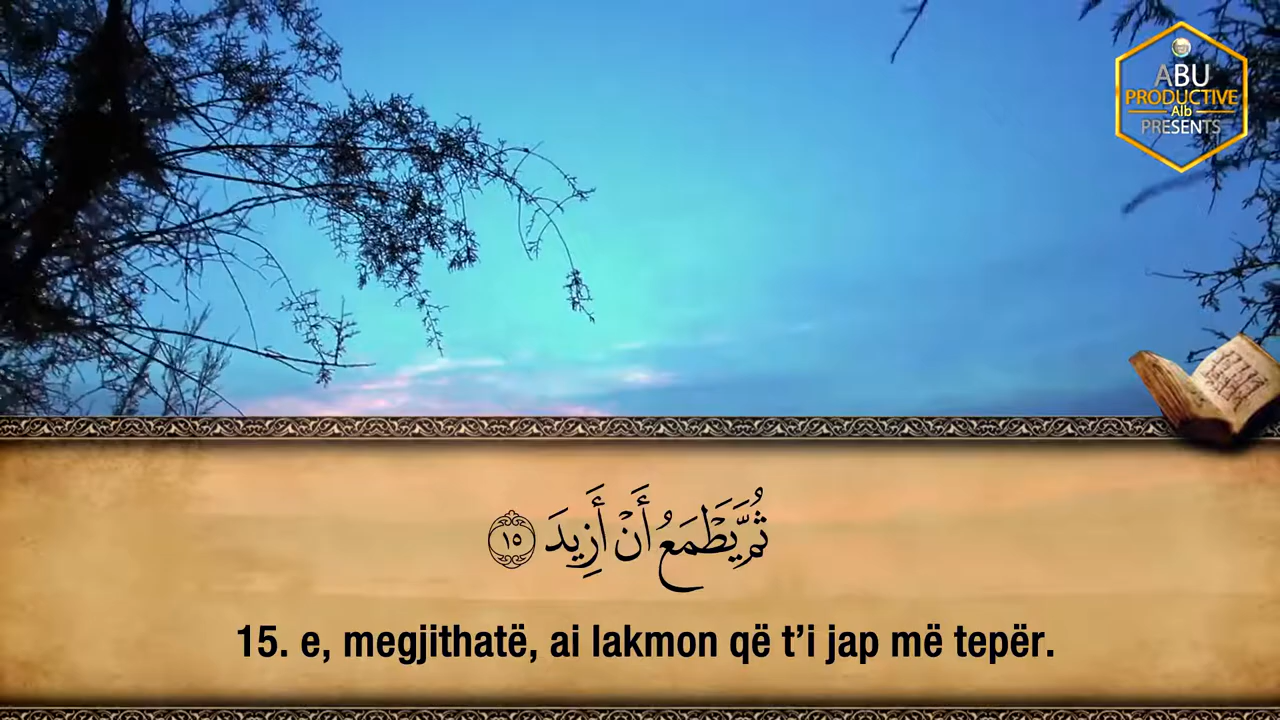 ABU
PRODUCTIVE
Alb
PRESENTS
ثُمَّ يَطْمَعُ أَنْ أَزِيدَ ١٥
15. e, megjithatë, ai lakmon që t’i jap më tepër.